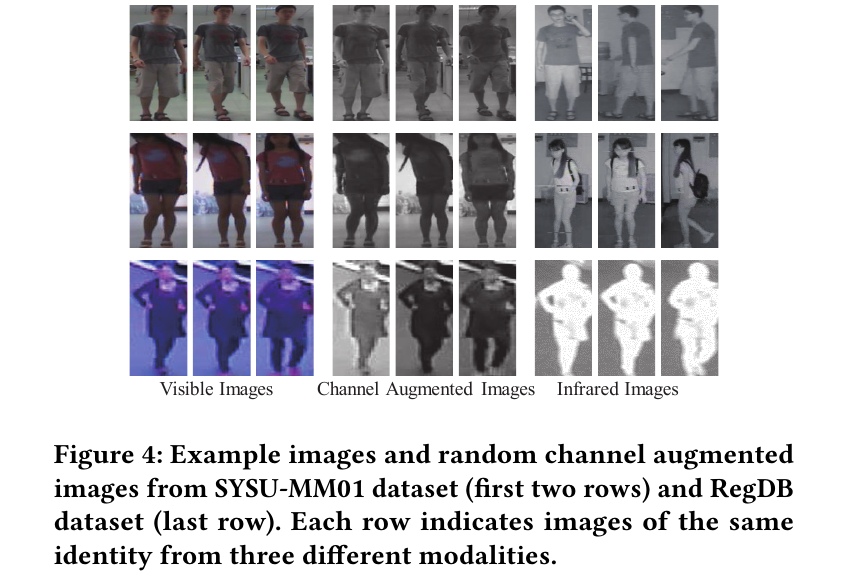 Visible Images
Channel Augmented Images
Infrared Images
Figure 4: Example images and random channel augmented
images from SYSU-MM01 dataset (first two rows) and RegDB
dataset (last row). Each row indicates images of the same
identity from three different modalities.